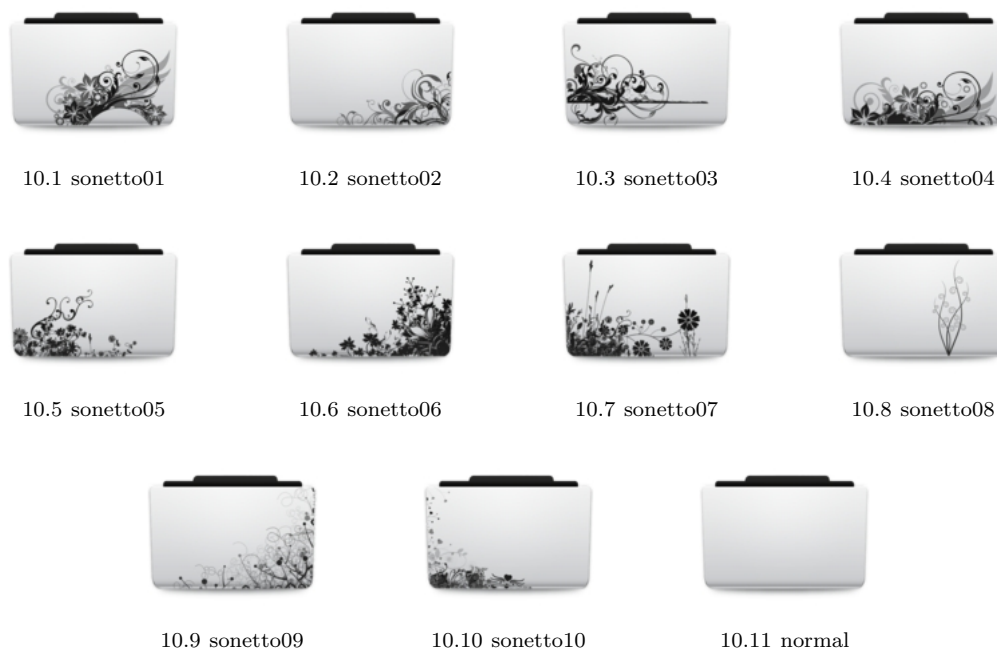 10.1 sonetto01
10.2 sonetto02
10.3 sonetto03
10.4 sonetto04
10.5 sonetto05
10.6 sonetto06
10.7 sonetto07
10.8 sonetto08
10.9 sonetto09
10.10 sonetto10
10.11 normal